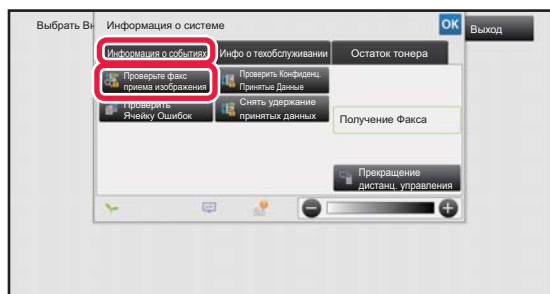 Выбрать Вн
Информация о системе
OK
Выход
Информация о событиях
Инфо о техобслуживании
Остаток тонера
Проверьте факс
приема изображения
Проверить Конфиденц.
Принятые Данные
Проверить
Ячейку Ошибок
Снять удержание
принятых данных
Получение Факса
Прекращение
дистанц. управления